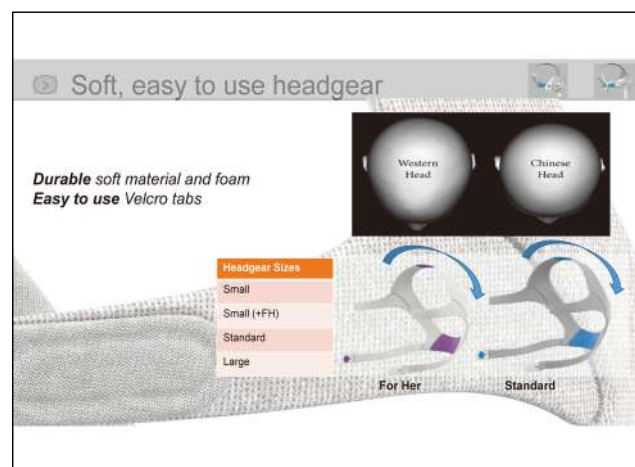 Soft, easy to use headgear
Western
Head
Chinese
Head
Durable soft material and foam
Easy to use Velcro tabs
Headgear Sizes
Small
Small (+FH)
Standard
Large
For Her
Standard